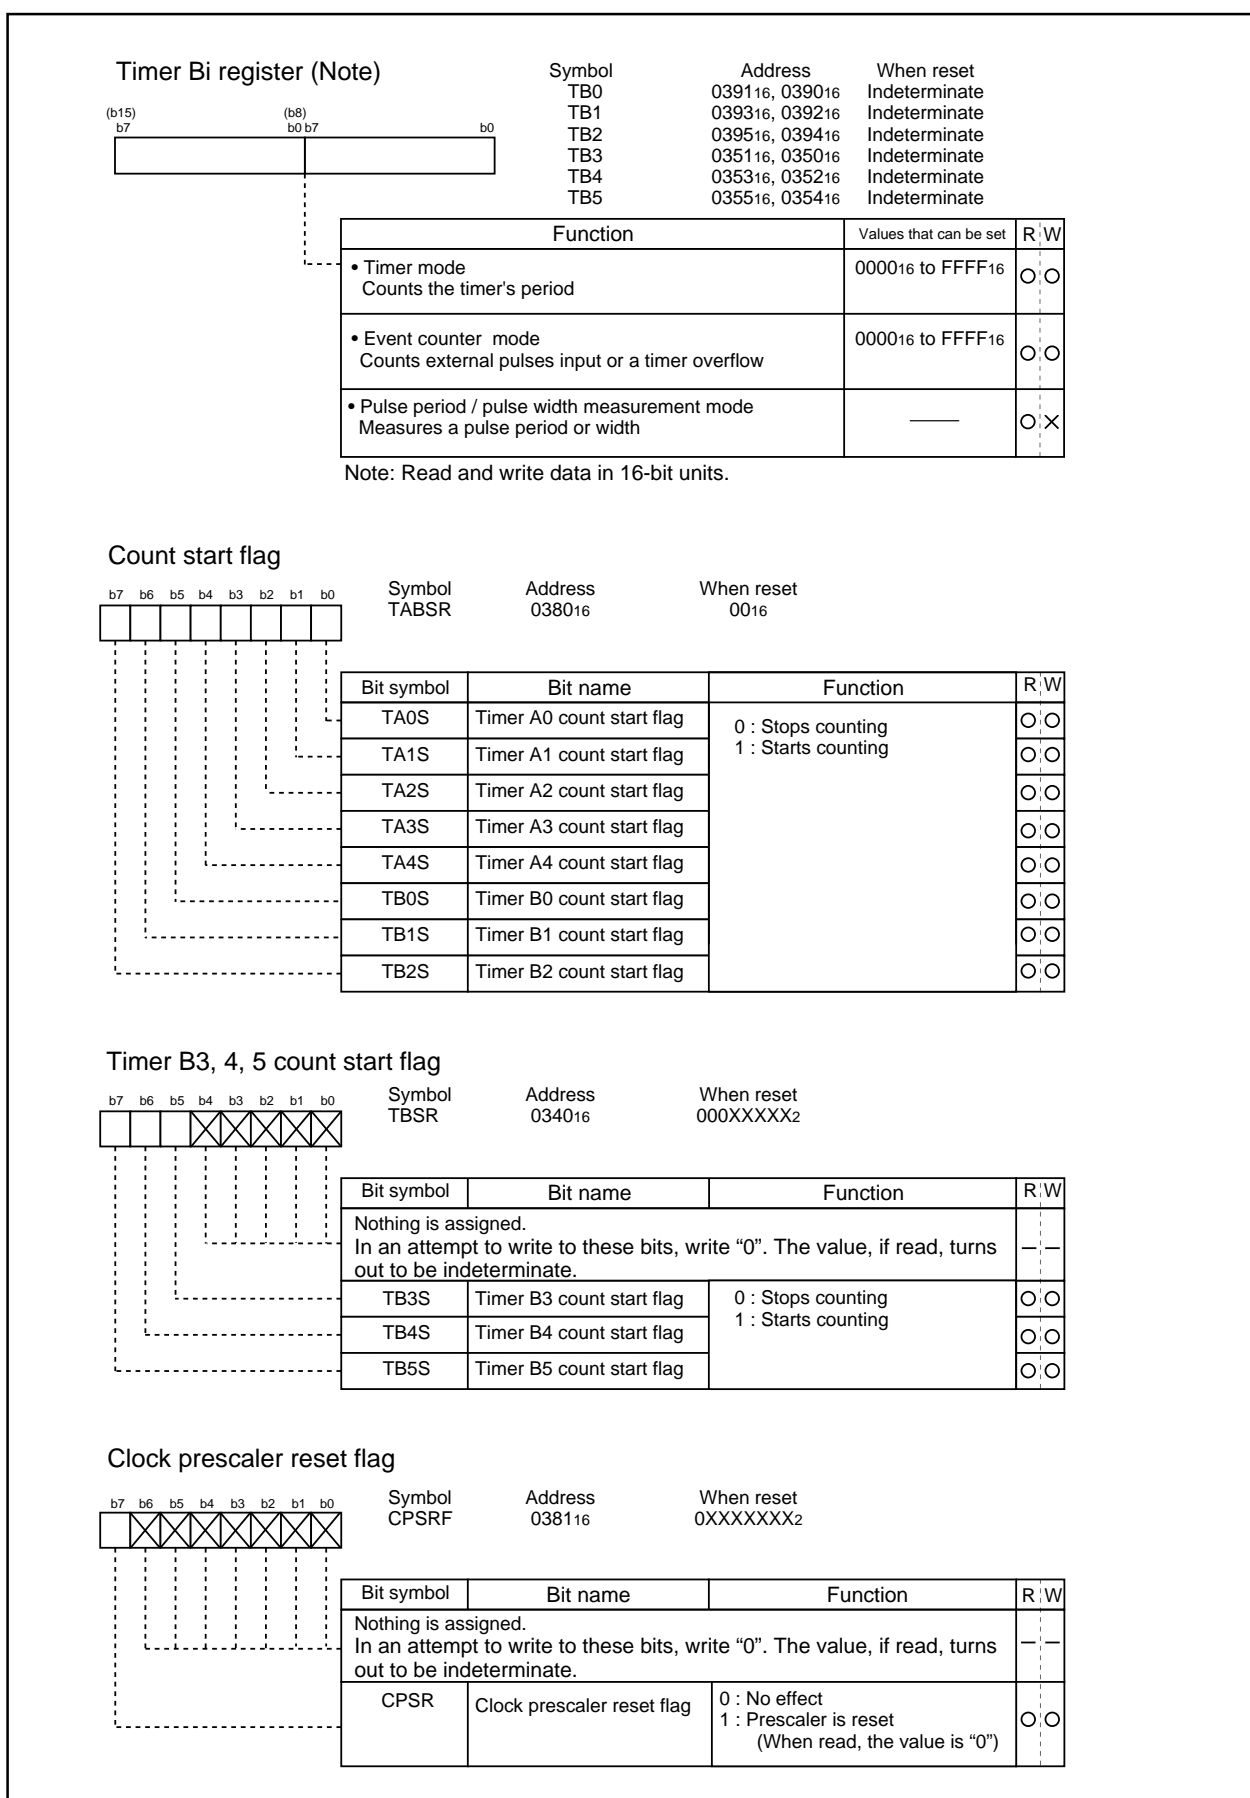 Timer Bi register (Note)
Symbol Address When reset
TB0 039116, 039016 Indeterminate
TB1 039316, 039216 Indeterminate
TB2 039516, 039416 Indeterminate
TB3 035116, 035016 Indeterminate
TB4 035316, 035216 Indeterminate
TB5 035516, 035416 Indeterminate
(b15) (b8)
b7 b0 b7 b0
Function Values that can be set R W
• Timer mode 000016 to FFFF16
Counts the timer's period
• Event counter mode 000016 to FFFF16
Counts external pulses input or a timer overflow
• Pulse period / pulse width measurement mode
Measures a pulse period or width
Note: Read and write data in 16-bit units.
Count start flag
Symbol Address When reset
TABSR 038016 0016
b7 b6 b5 b4 b3 b2 b1 b0
Bit symbol Bit name Function R W
TA0S Timer A0 count start flag 0 : Stops counting
TA1S Timer A1 count start flag 1 : Starts counting
TA2S Timer A2 count start flag
TA3S Timer A3 count start flag
TA4S Timer A4 count start flag
TB0S Timer B0 count start flag
TB1S Timer B1 count start flag
TB2S Timer B2 count start flag
Timer B3, 4, 5 count start flag
Symbol Address When reset
TBSR 034016 000XXXXX2
b7 b6 b5 b4 b3 b2 b1 b0
Bit symbol Bit name Function R W
Nothing is assigned.
In an attempt to write to these bits, write “0”. The value, if read, turns
out to be indeterminate.
TB3S Timer B3 count start flag 0 : Stops counting
TB4S Timer B4 count start flag 1 : Starts counting
TB5S Timer B5 count start flag
Clock prescaler reset flag
Symbol Address When reset
CPSRF 038116 0XXXXXXX2
b7 b6 b5 b4 b3 b2 b1 b0
Bit symbol Bit name Function R W
Nothing is assigned.
In an attempt to write to these bits, write “0”. The value, if read, turns
out to be indeterminate.
CPSR Clock prescaler reset flag 0 : No effect
1 : Prescaler is reset
(When read, the value is “0”)